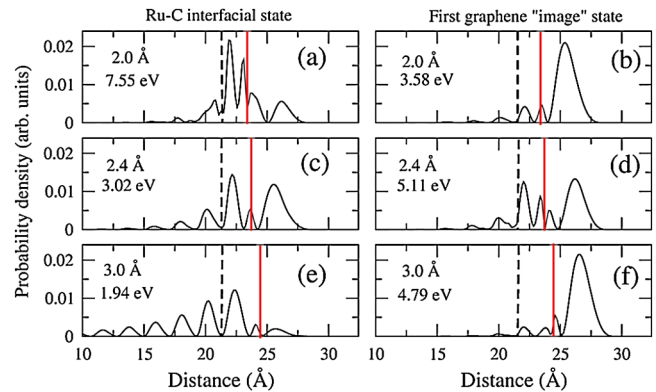 Ru-C interfacial state
First graphene "image" state
Probability density (arb. units)
0.02
0.01
0
2.0 Å
7.55 eV
(a)
2.0 Å
3.58 eV
(b)
0.02
0.01
0
2.4 Å
3.02 eV
(c)
2.4 Å
5.11 eV
(d)
0.02
0.01
0
3.0 Å
1.94 eV
(e)
3.0 Å
4.79 eV
(f)
10 15 20 25 30
15 20 25 30
Distance (Å)
Distance (Å)